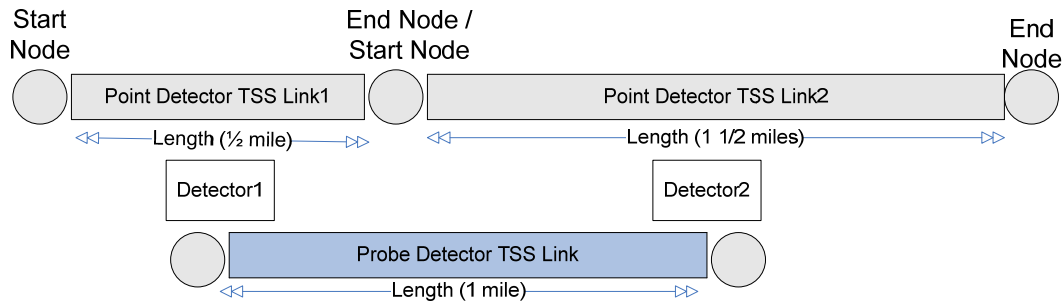 Start
Node
End Node /
Start Node
End
Node
Point Detector TSS Link1
Point Detector TSS Link2
Length (½ mile)
Length (1 1/2 miles)
Detector1
Detector2
Probe Detector TSS Link
Length (1 mile)